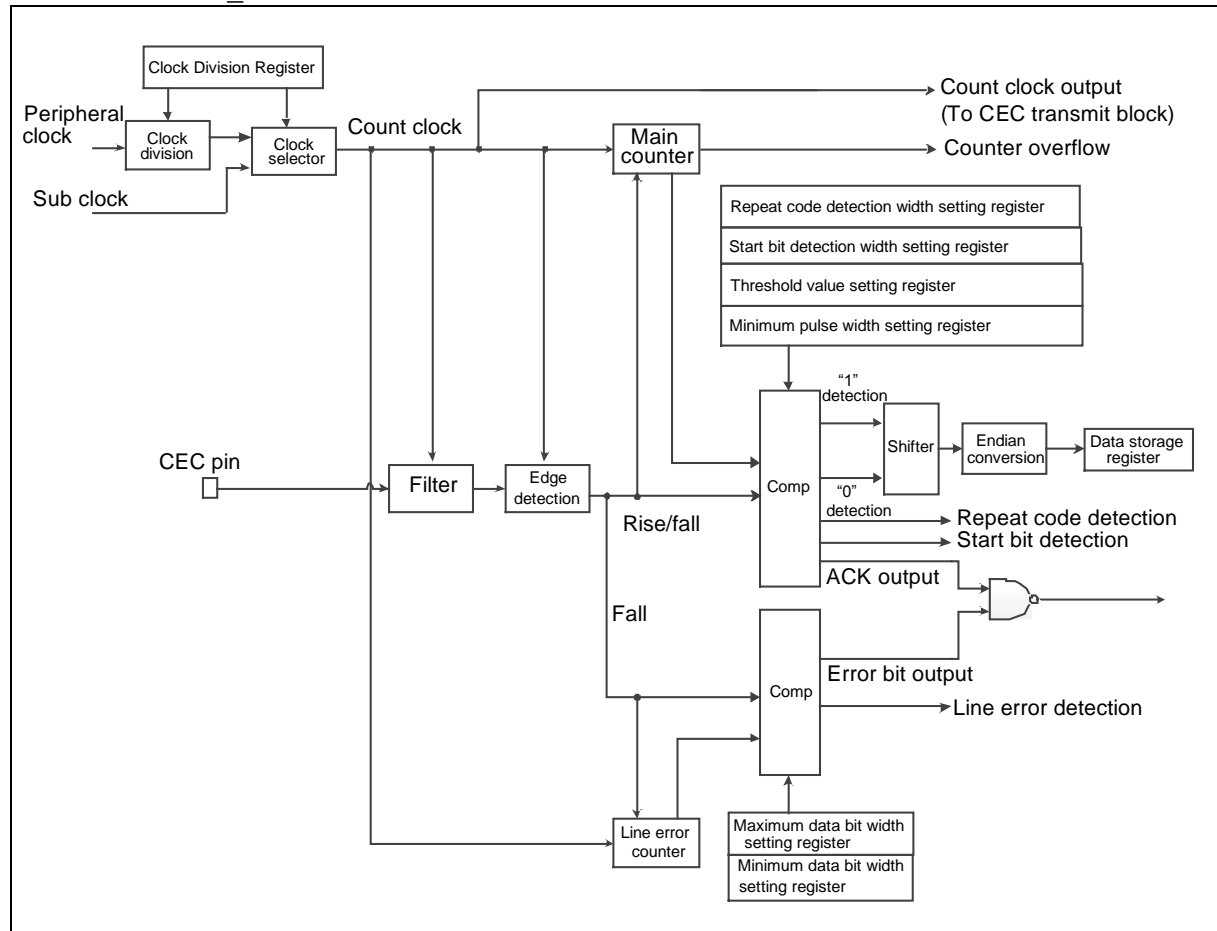 Clock Division Register
Peripheral
clock
Clock
division
Clock
selector
Count clock
Sub clock
Main
counter
Count clock output
(To CEC transmit block)
Counter overflow
Repeat code detection width setting register
Start bit detection width setting register
Threshold value setting register
Minimum pulse width setting register
CEC pin
Filter
Edge
detection
Rise/fall
Fall
Comp
“1”
detection
“0”
detection
Shifter
Endian
conversion
Data storage
register
Repeat code detection
Start bit detection
ACK output
Comp
Error bit output
Line error detection
Line error
counter
Maximum data bit width
setting register
Minimum data bit width
setting register